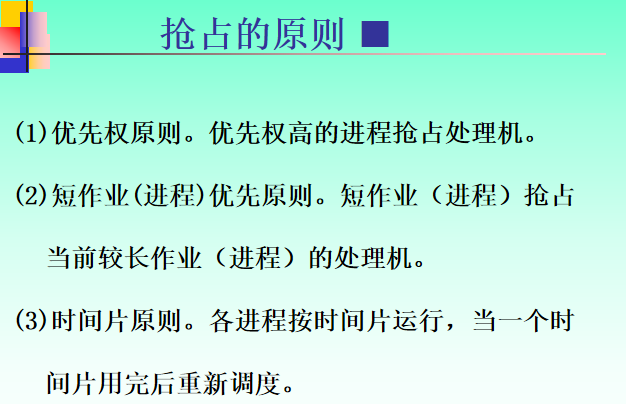 抢占的原则 ■
(1)优先权原则。优先权高的进程抢占处理机。
(2)短作业(进程)优先原则。短作业（进程）抢占
当前较长作业（进程）的处理机。
(3)时间片原则。各进程按时间片运行，当一个时
间片用完后重新调度。